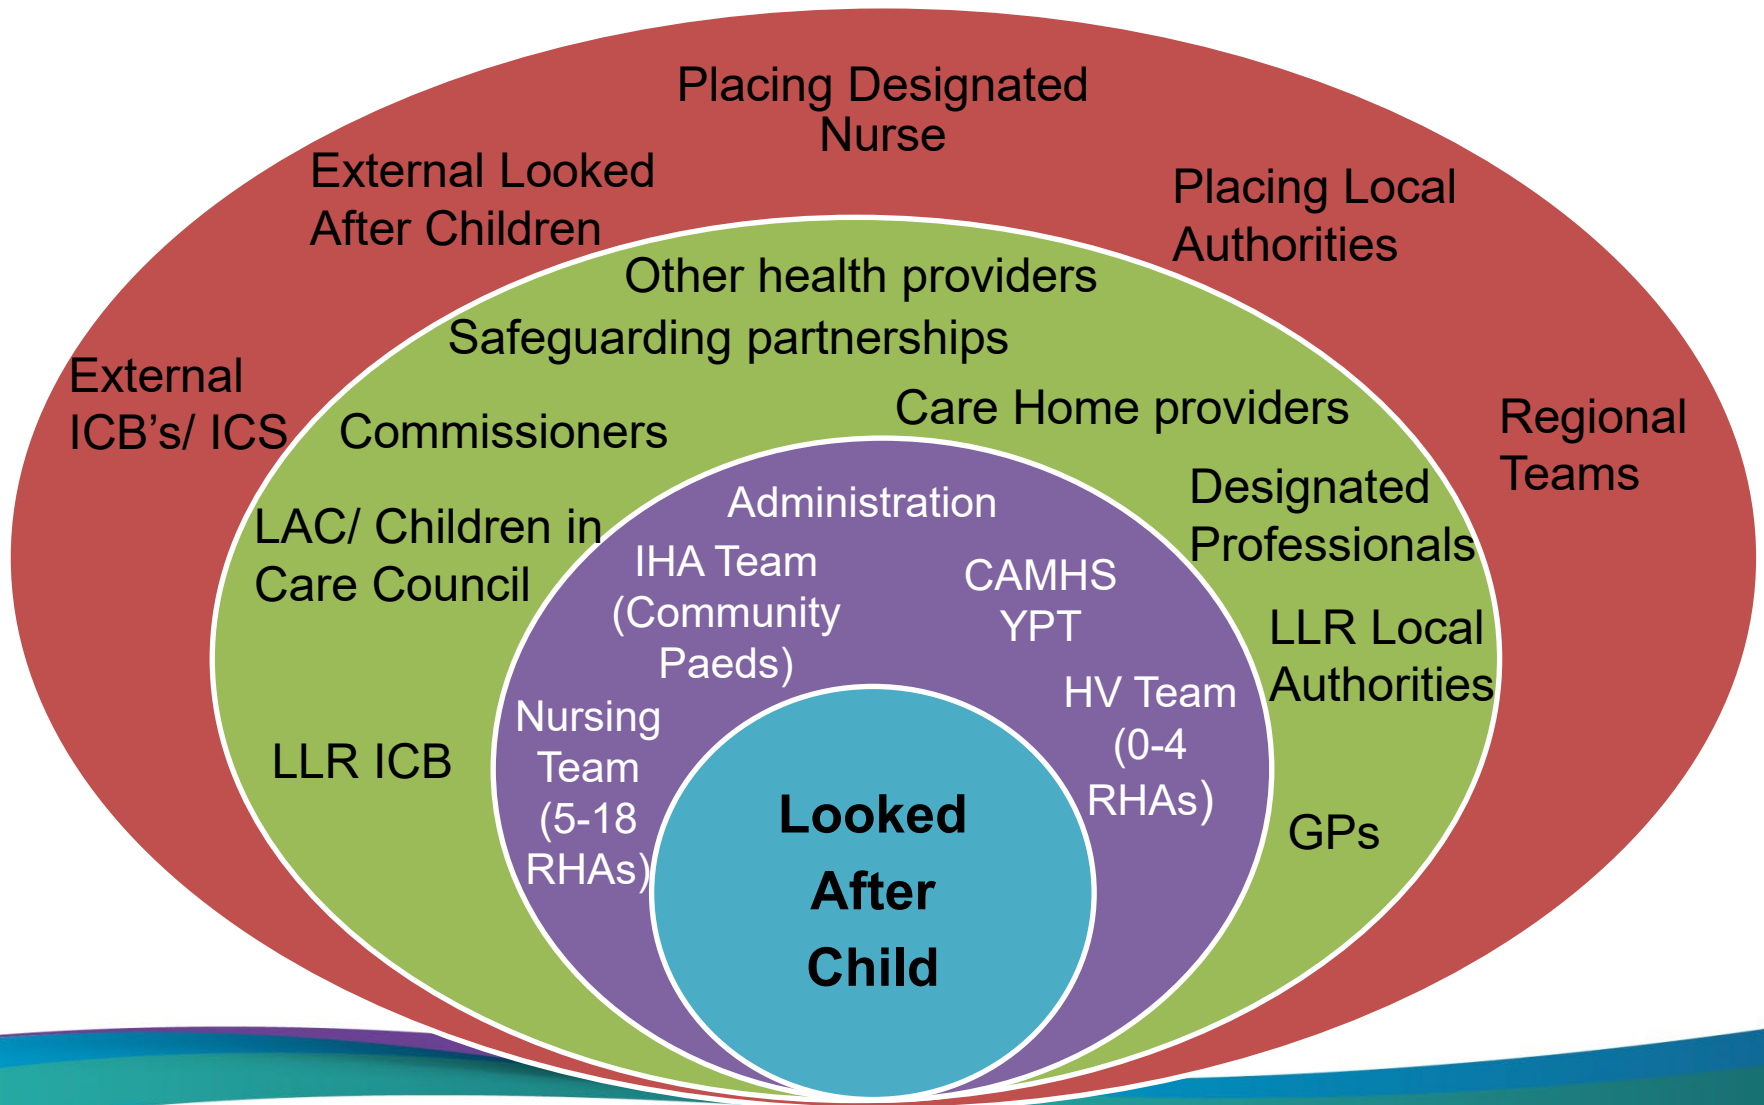 Placing Designated
Nurse
External Looked
After Children
Placing Local
Authorities
External
ICB's/ ICS
Regional
Teams
Other health providers
Safeguarding partnerships
Care Home providers
Commissioners
Designated
Professionals
LAC/ Children in
Care Council
LLR Local
Authorities
LLR ICB
GPs
Administration
IHA Team
(Community
Paeds)
CAMHS
YPT
HV Team
(0-4
RHAs)
Nursing
Team
(5-18
RHAs)
Looked
After
Child